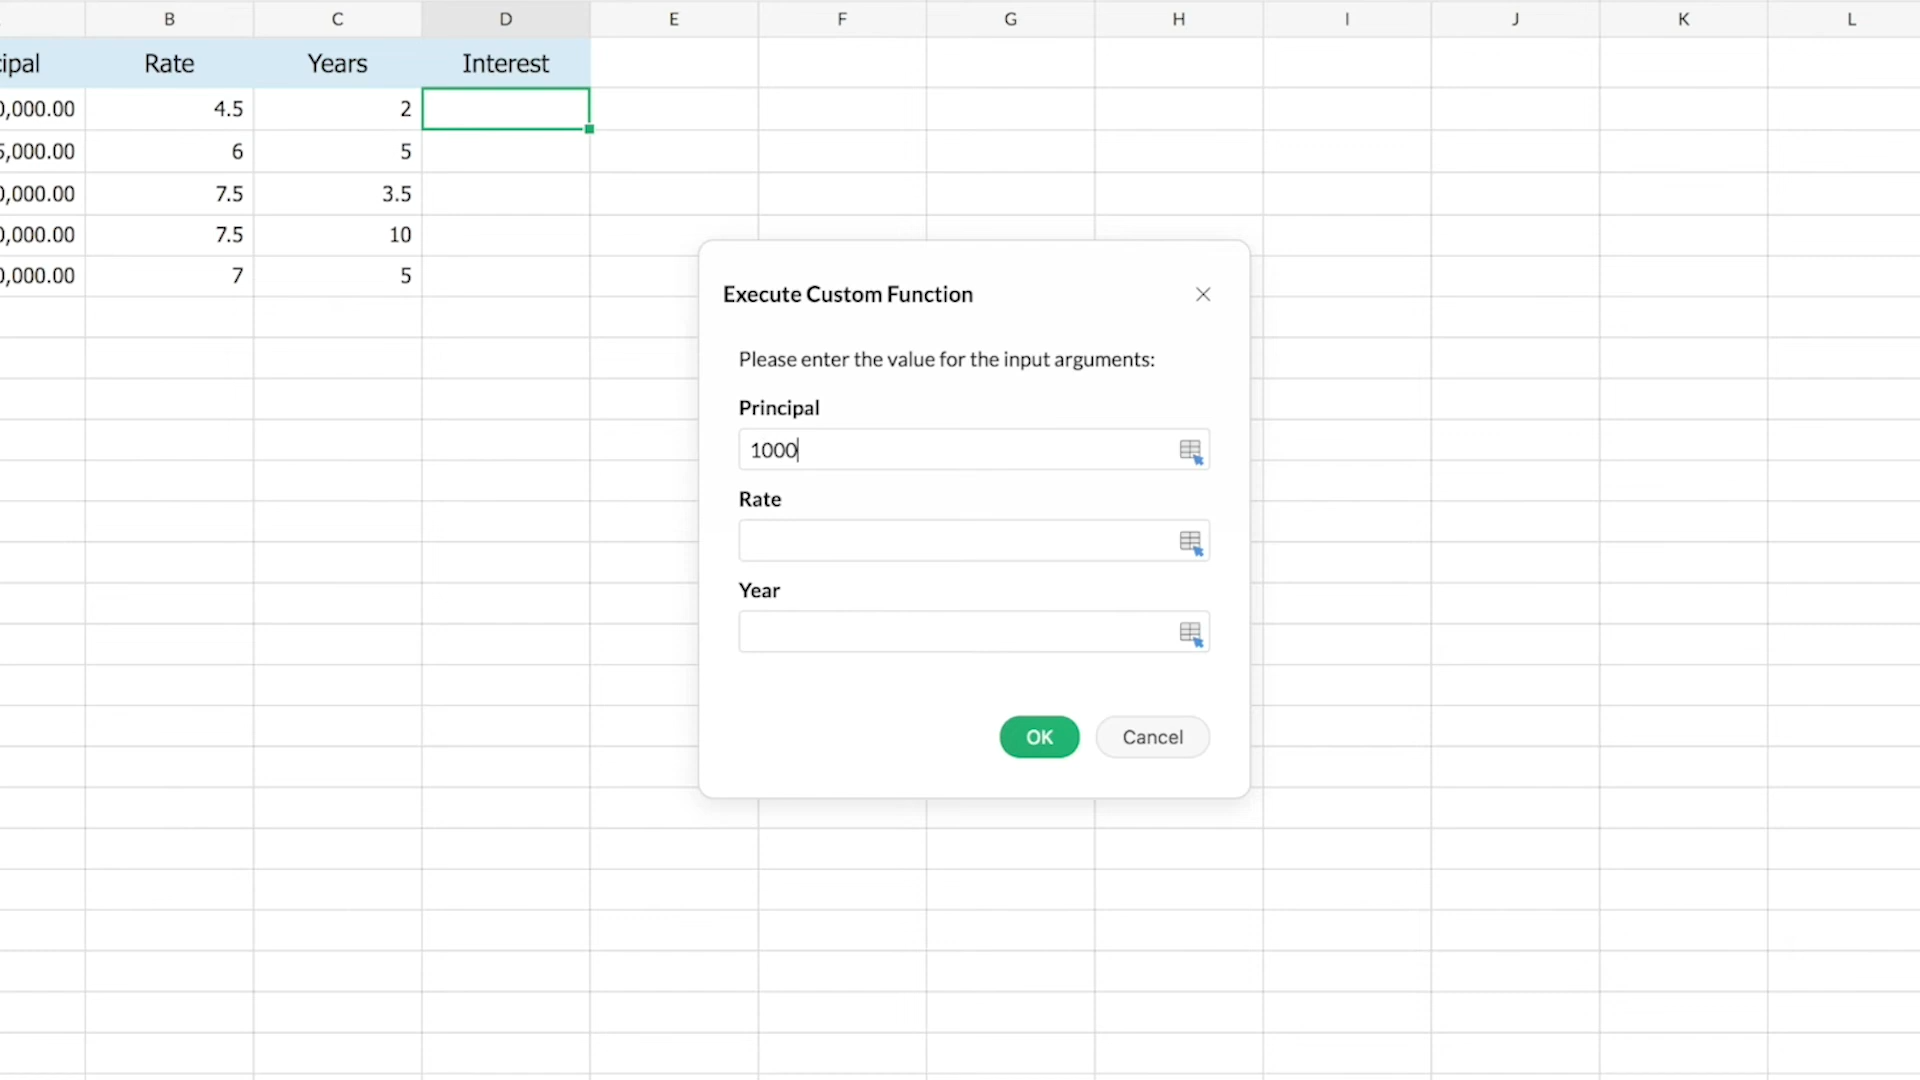 B C D E F G H I J K L
cipal Rate Years Interest
0,000.00 4.5 2
5,000.00 6 5
0,000.00 7.5 3.5
0,000.00 7.5 10
0,000.00 7 5
Execute Custom Function
Please enter the value for the input arguments:
Principal
1000
Rate
Year
OK Cancel